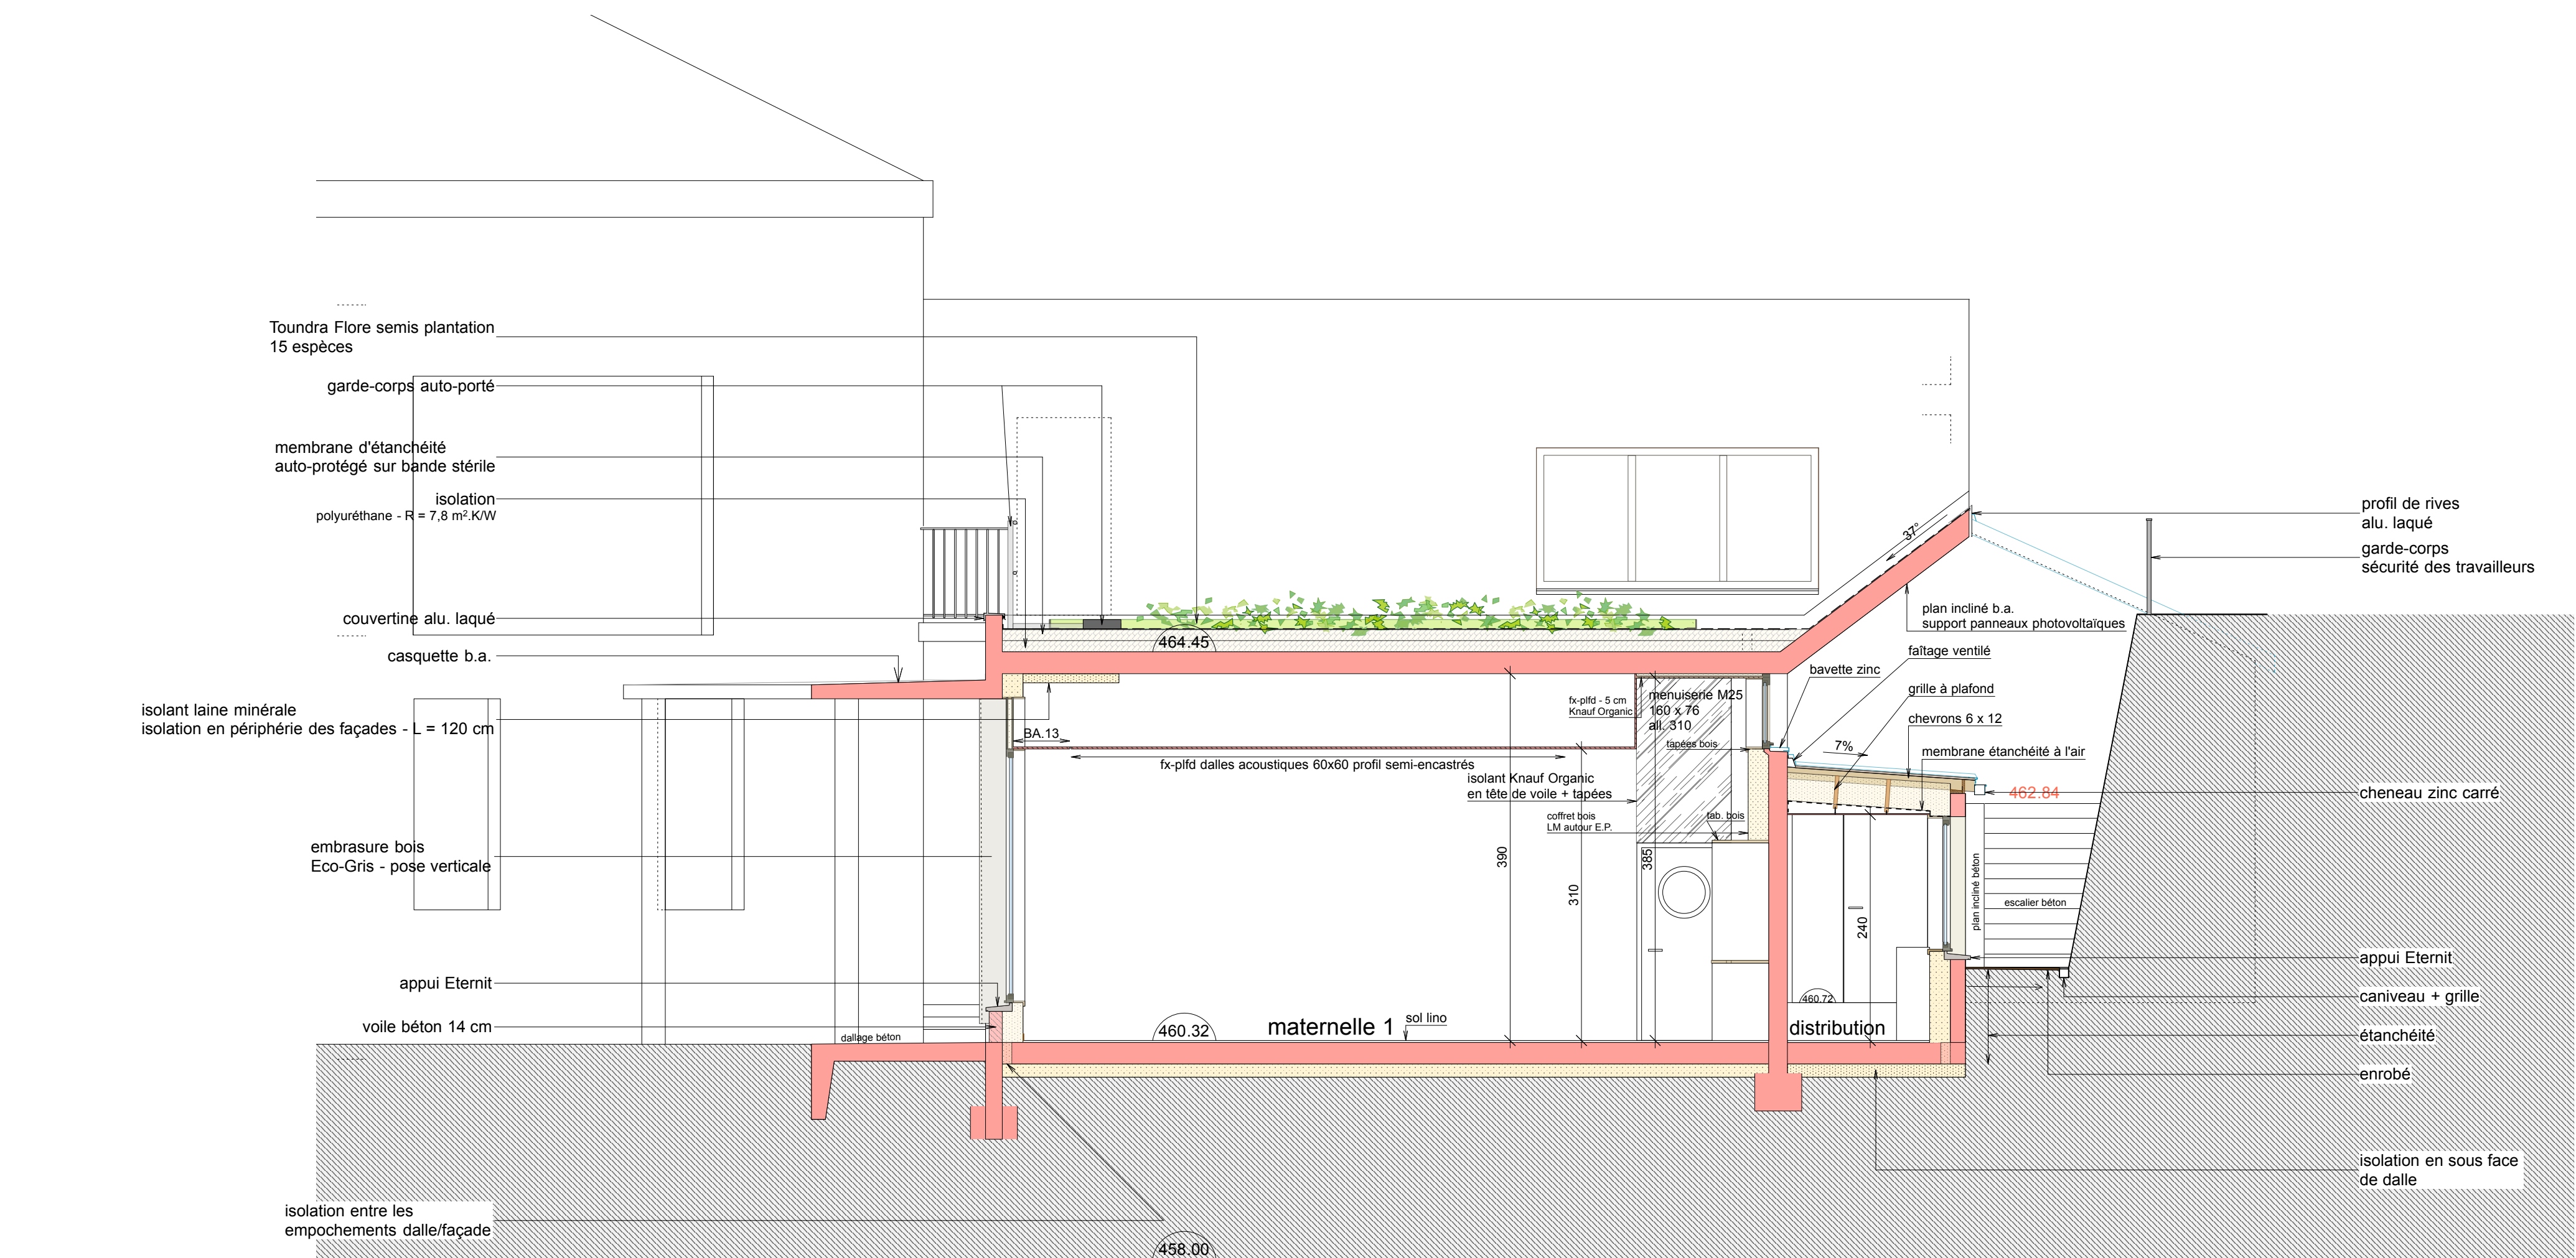 Toundra Flore semis plantation
15 espèces
garde-corps auto-porté
membrane d'étanchéité
auto-protégé sur bande stérile
isolation
polyuréthane - R = 7,8 m².K/W
couvertine alu. laqué
casquette b.a.
isolant laine minérale
isolation en périphérie des façades - L = 120 cm
embrasure bois
Eco-Gris - pose verticale
appui Eternit
voile béton 14 cm
isolation entre les
empochements dalle/façade
dallage béton
464.45
BA.13
fx-plfd dalles acoustiques 60x60 profil semi-encastrés
fx-plfd - 5 cm
Knauf Organic
menuiserie M25
160 x 76
all. 310
tapées bois
isolant Knauf Organic
en tête de voile + tapées
coffret bois
LM autour E.P.
tab. bois
390
310
385
240
460.32
maternelle 1
sol lino
460.72
distribution
458.00
37°
plan incliné b.a.
support panneaux photovoltaïques
faîtage ventilé
bavette zinc
grille à plafond
chevrons 6 x 12
7%
membrane étanchéité à l'air
462.84
plan incliné béton
escalier béton
profil de rives
alu. laqué
garde-corps
sécurité des travailleurs
cheneau zinc carré
appui Eternit
caniveau + grille
étanchéité
enrobé
isolation en sous face
de dalle